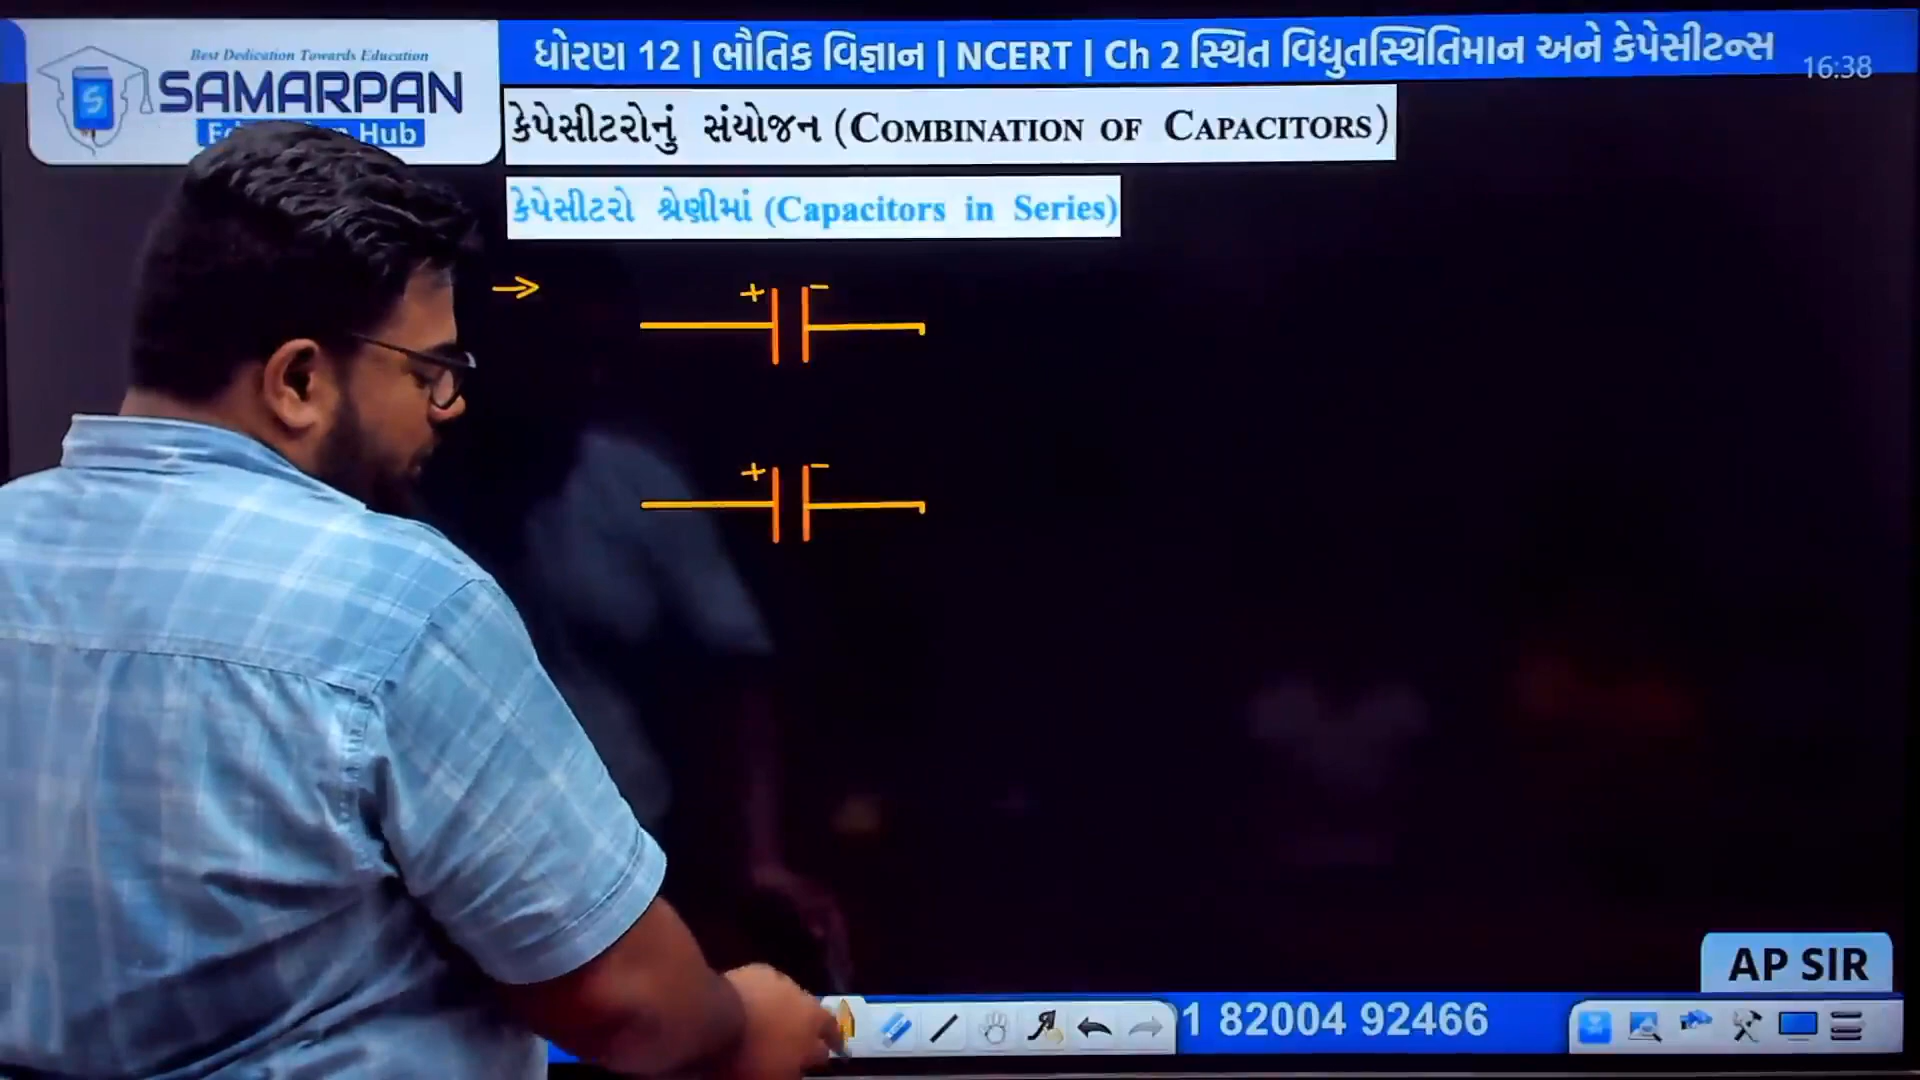 Best Dedication Towards Education
SAMARPAN
Hub
ધોરણ 12 | ભૌતિક વિજ્ઞાન | NCERT | Ch 2 સ્થિત વિદ્યુતસ્થિતિમાન અને કેપેસીટન્સ
16:38
કેપેસીટરોનું સંયોજન (COMBINATION OF CAPACITORS)
કેપેસીટરો શ્રેણીમાં (Capacitors in Series)
+ -
+ -
AP SIR
1 82004 92466